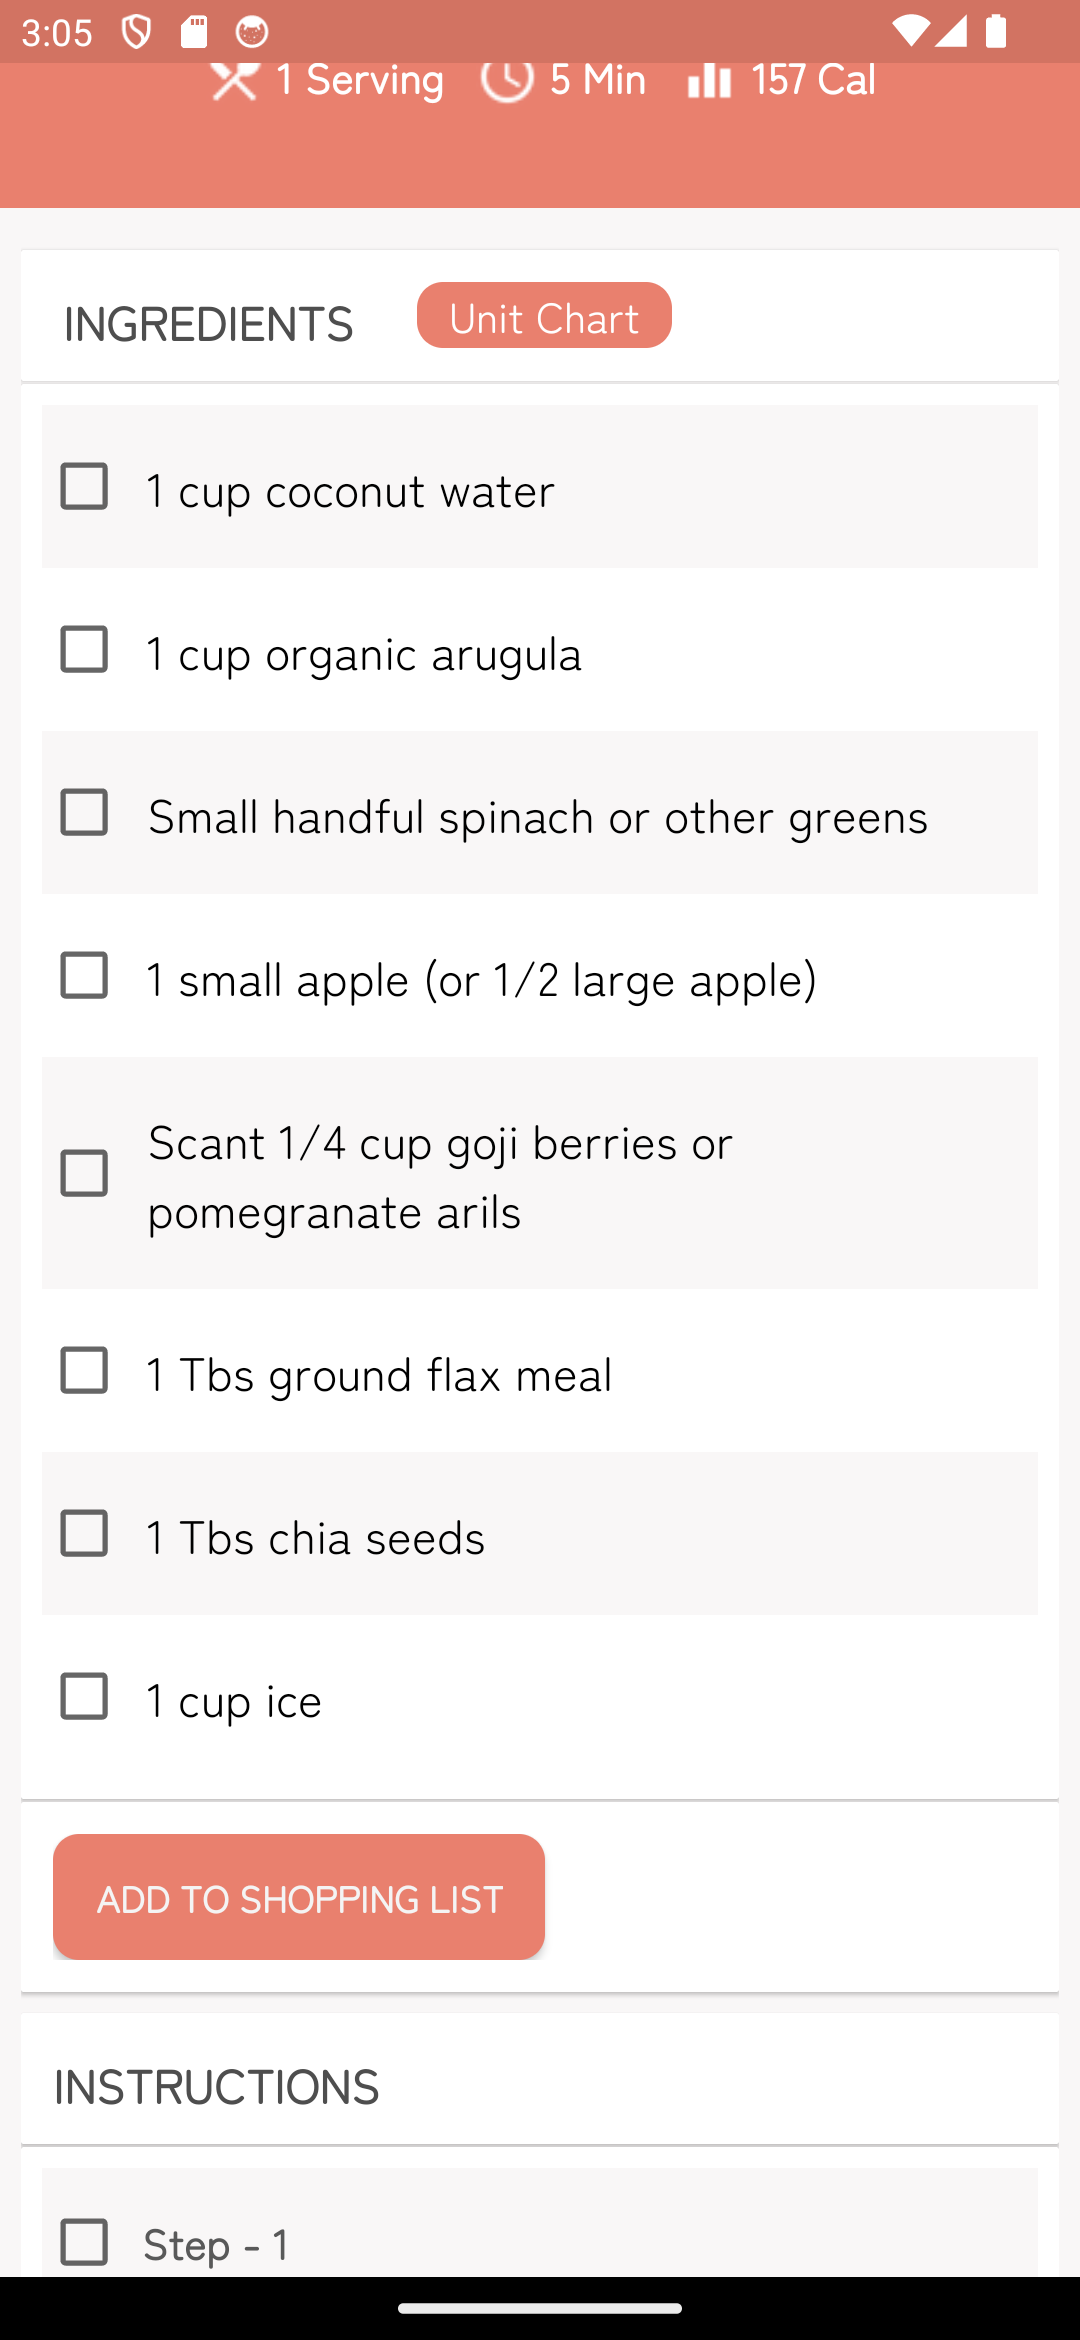 3:05
1 Serving 5 Min 157 Cal
INGREDIENTS Unit Chart
1 cup coconut water
1 cup organic arugula
Small handful spinach or other greens
1 small apple (or 1/2 large apple)
Scant 1/4 cup goji berries or
pomegranate arils
1 Tbs ground flax meal
1 Tbs chia seeds
1 cup ice
ADD TO SHOPPING LIST
INSTRUCTIONS
Step - 1